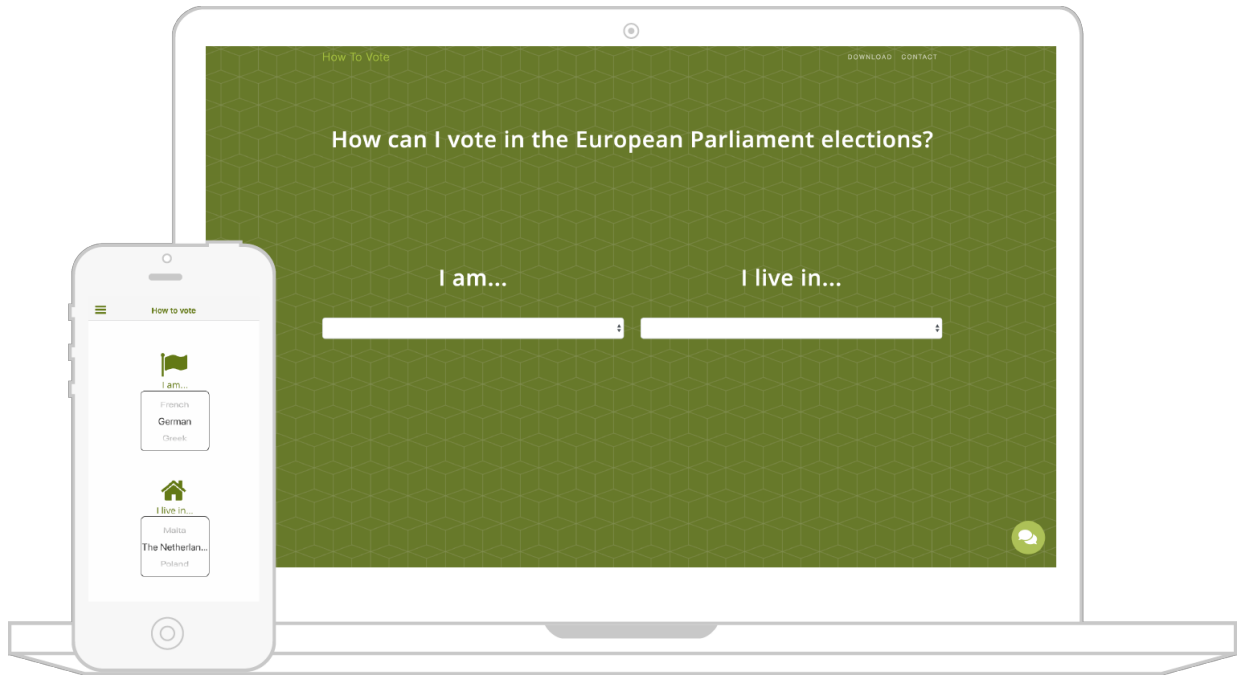 How To Vote
DOWNLOAD CONTACT
How can I vote in the European Parliament elections?
I am...
I live in...
How to vote
I am...
French
German
Greek
I live in...
Malta
The Netherlan...
Poland